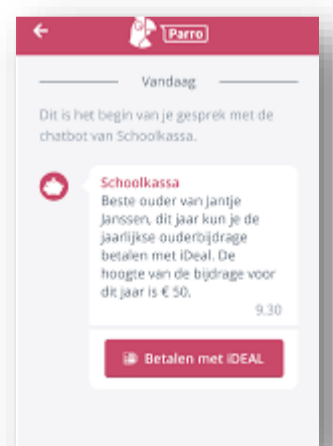 Parro
Vandaag
Dit is het begin van je gesprek met de
chatbot van Schoolkassa.
Schoolkassa
Beste ouder van Jantje
Janssen, dit jaar kun je de
jaarlijkse ouderbijdrage
betalen met iDeal. De
hoogte van de bijdrage voor
dit jaar is € 50.
9.30
Betalen met iDEAL